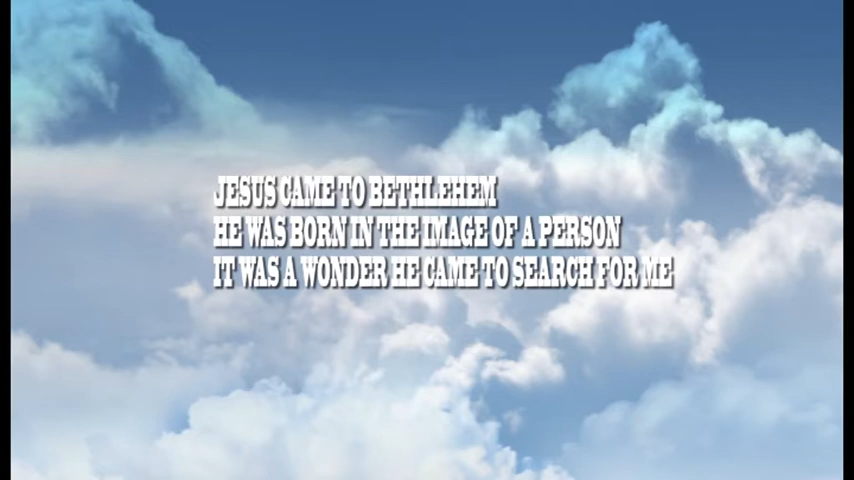 JESUS CAME TO BETHLEHEM
HE WAS BORN IN THE IMAGE OF A PERSON
IT WAS A WONDER HE CAME TO SEARCH FOR ME